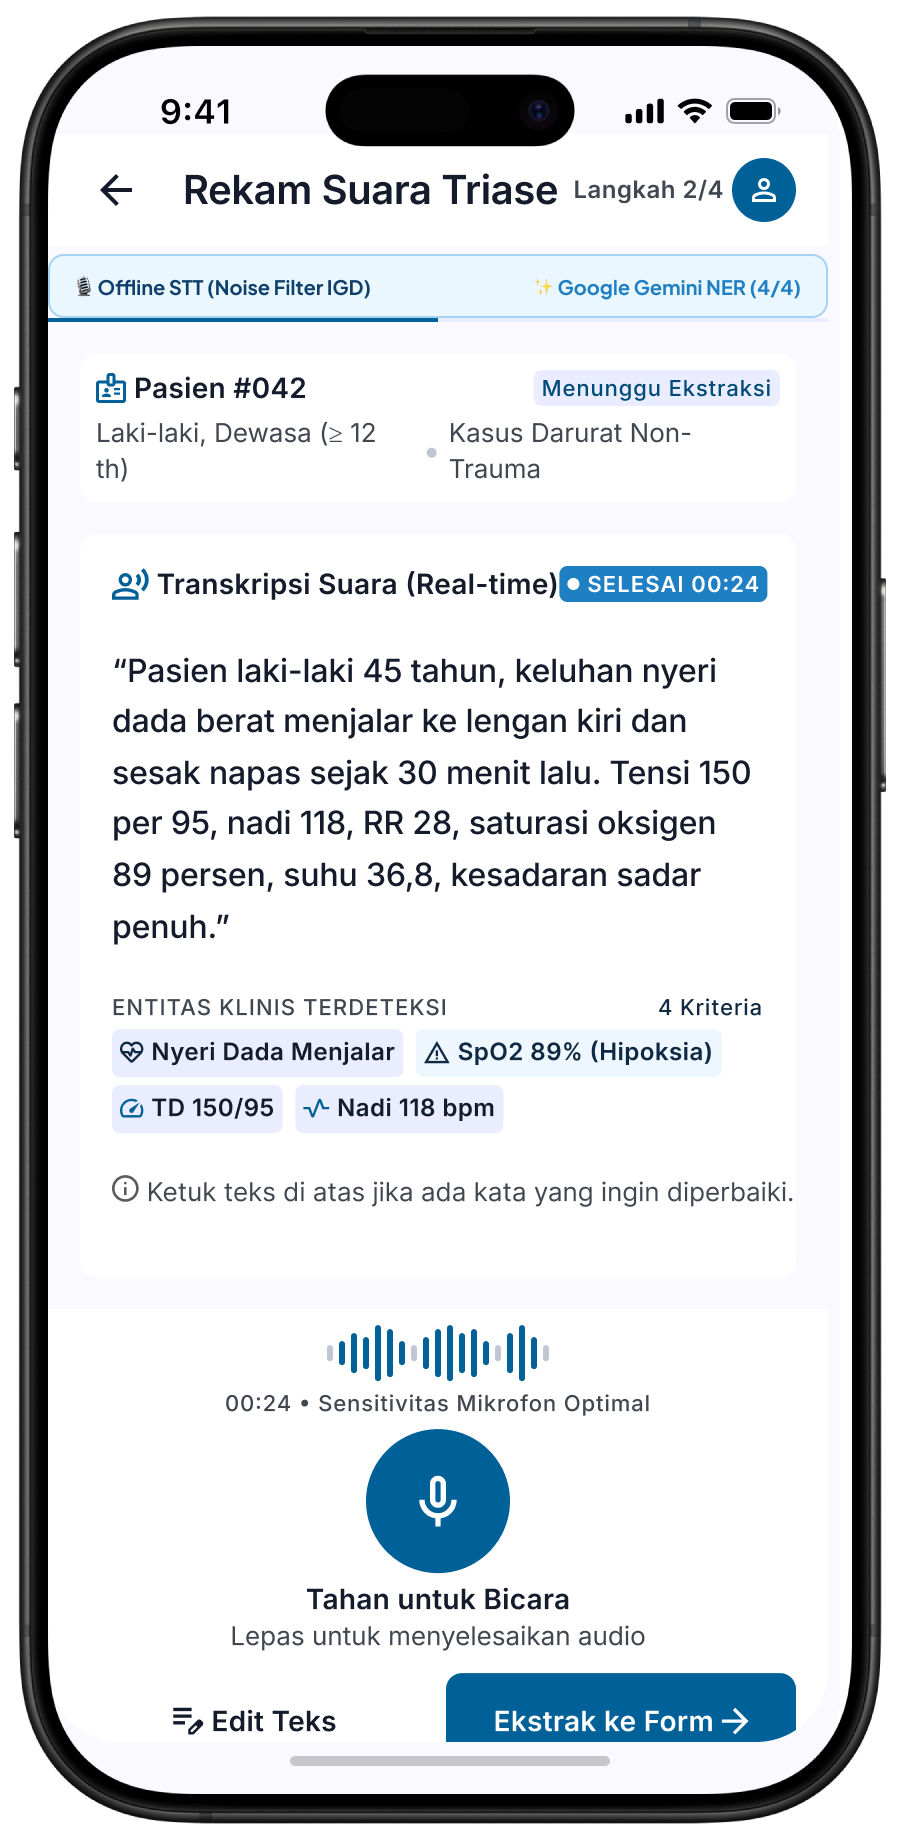 9:41
Rekam Suara Triase
Langkah 2/4
Offline STT (Noise Filter IGD)
Google Gemini NER (4/4)
Pasien #042
Menunggu Ekstraksi
Laki-laki, Dewasa (≥ 12
th)
Kasus Darurat Non-
Trauma
Transkripsi Suara (Real-time)
SELESAI 00:24
“Pasien laki-laki 45 tahun, keluhan nyeri
dada berat menjalar ke lengan kiri dan
sesak napas sejak 30 menit lalu. Tensi 150
per 95, nadi 118, RR 28, saturasi oksigen
89 persen, suhu 36,8, kesadaran sadar
penuh.”
ENTITAS KLINIS TERDETEKSI
4 Kriteria
Nyeri Dada Menjalar
SpO2 89% (Hipoksia)
TD 150/95
Nadi 118 bpm
Ketuk teks di atas jika ada kata yang ingin diperbaiki.
00:24 • Sensitivitas Mikrofon Optimal
Tahan untuk Bicara
Lepas untuk menyelesaikan audio
Edit Teks
Ekstrak ke Form →